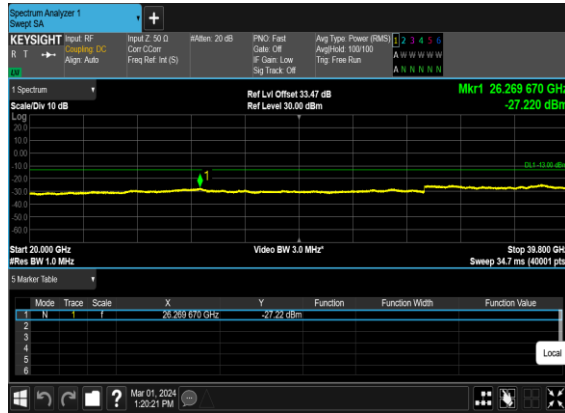 Spectrum Analyzer 1
Swept SA
+
KEYSIGHT
R T
LW
Input: RF
Coupling: DC
Align: Auto
Input Z: 50 Ω
Corr CCorr
Freq Ref: Int (S)
#Atten: 20 dB
PNO: Fast
Gate: Off
IF Gain: Low
Sig Track: Off
Avg Type: Power (RMS)
Avg|Hold: 100/100
Trig: Free Run
1 2 3 4 5 6
A W W W W W
A N N N N N
1 Spectrum
Scale/Div 10 dB
Ref Lvl Offset 33.47 dB
Ref Level 30.00 dBm
Mkr1 26.269 670 GHz
-27.220 dBm
Log
20.0
10.0
0.00
-10.0
-20.0
-30.0
-40.0
-50.0
-60.0
1
DL1 -13.00 dBm
Start 20.000 GHz
#Res BW 1.0 MHz
Video BW 3.0 MHz*
Stop 39.800 GHz
Sweep 34.7 ms (40001 pts)
5 Marker Table
Mode Trace Scale X Y Function Function Width Function Value
1 N 1 f 26.269 670 GHz -27.22 dBm
2
3
4
5
6
Local
?
Mar 01, 2024
1:20:21 PM